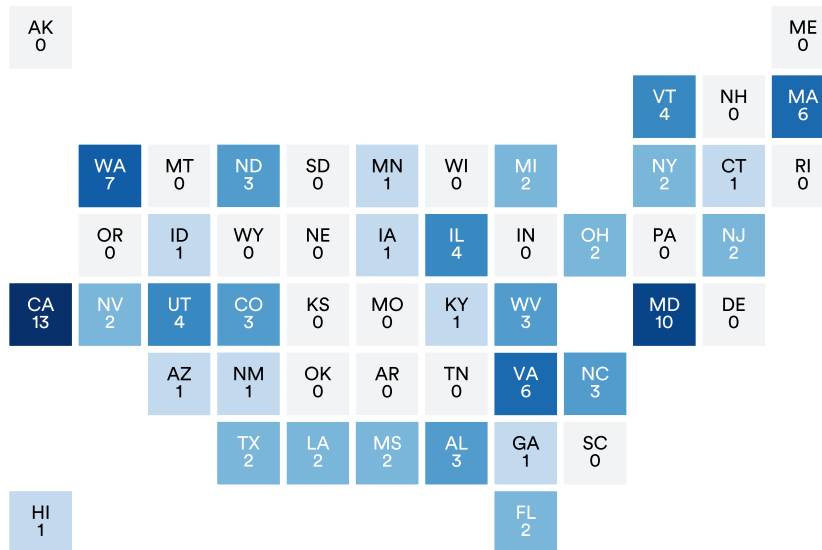 AK
0
ME
0
VT
4
NH
0
MA
6
WA
7
MT
0
ND
3
SD
0
MN
1
WI
0
MI
2
NY
2
CT
1
RI
0
OR
0
ID
1
WY
0
NE
0
IA
1
IL
4
IN
0
OH
2
PA
0
NJ
2
CA
13
NV
2
UT
4
CO
3
KS
0
MO
0
KY
1
WV
3
MD
10
DE
0
AZ
1
NM
1
OK
0
AR
0
TN
0
VA
6
NC
3
TX
2
LA
2
MS
2
AL
3
GA
1
SC
0
HI
1
FL
2